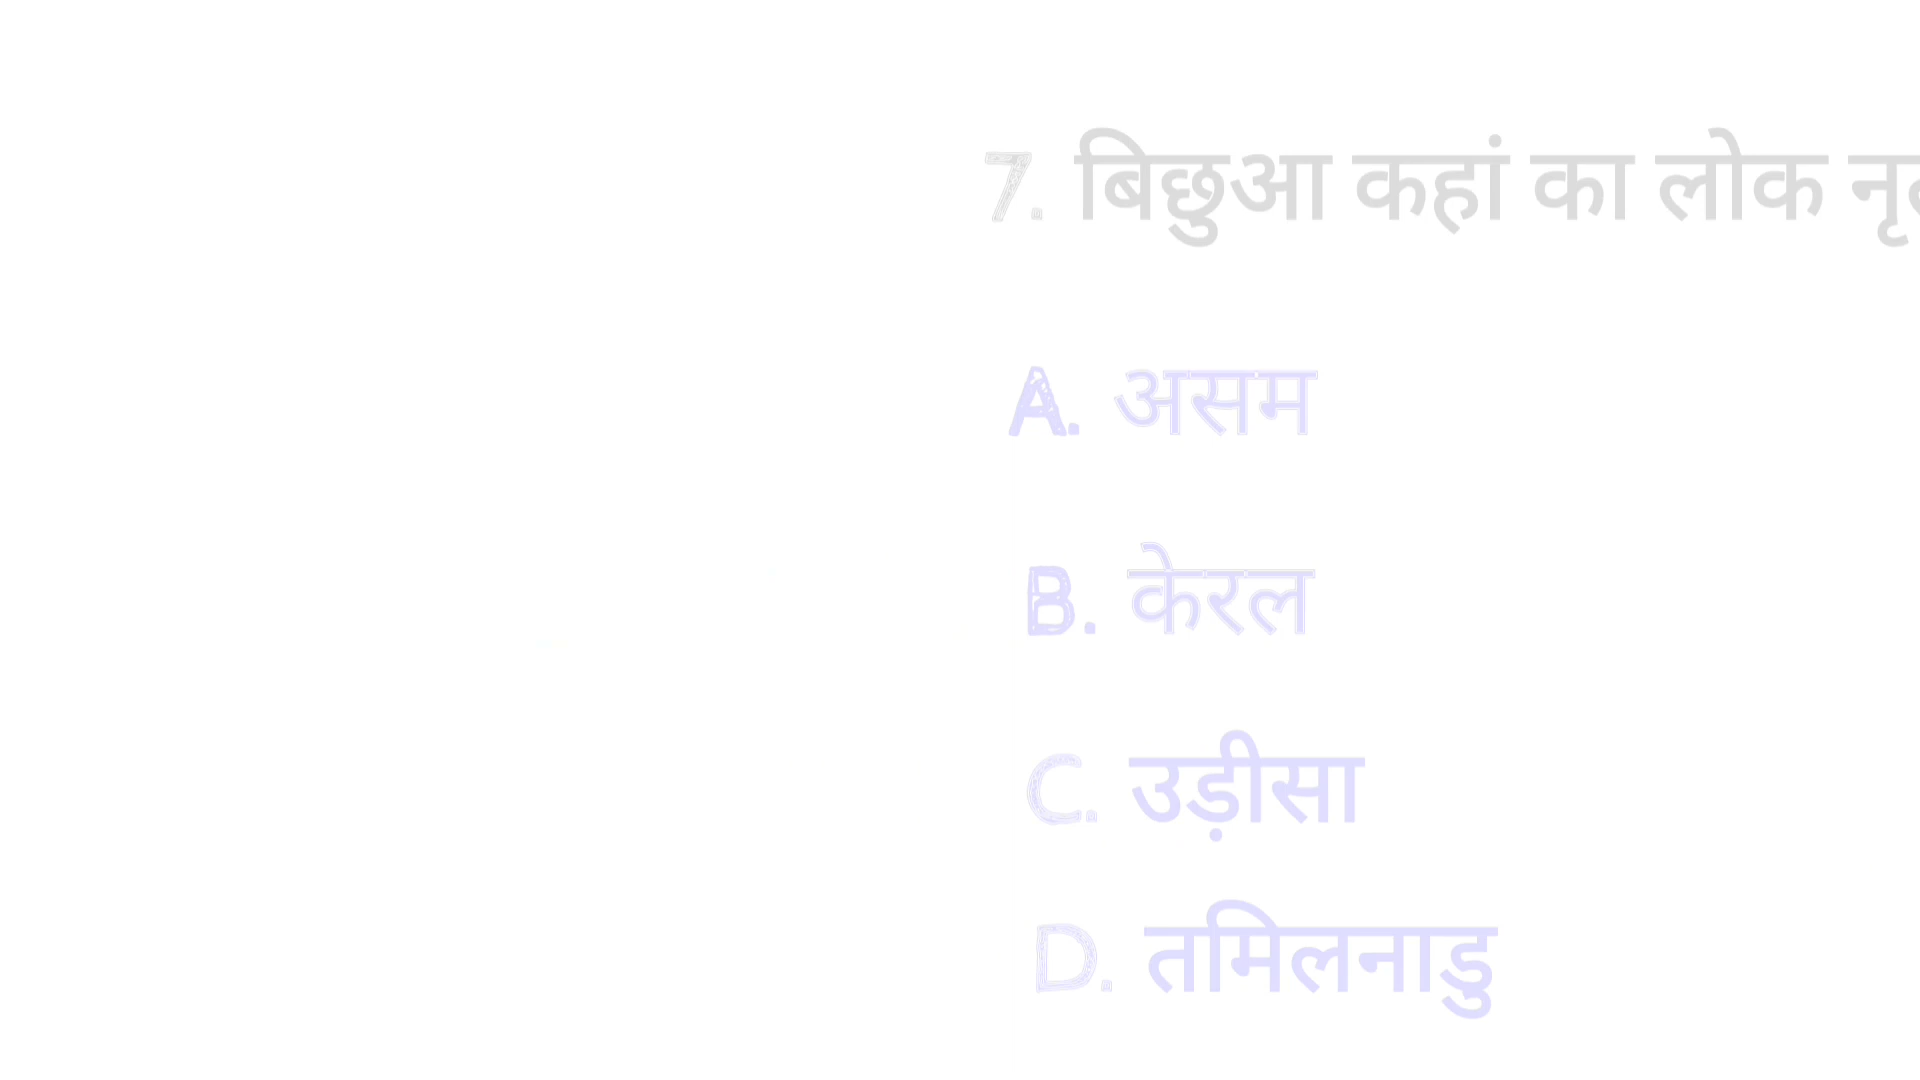 7. बिछुआ कहां का लोक
A. असम
B. केरल
C. उड़ीसा
D. तमिलनाडु